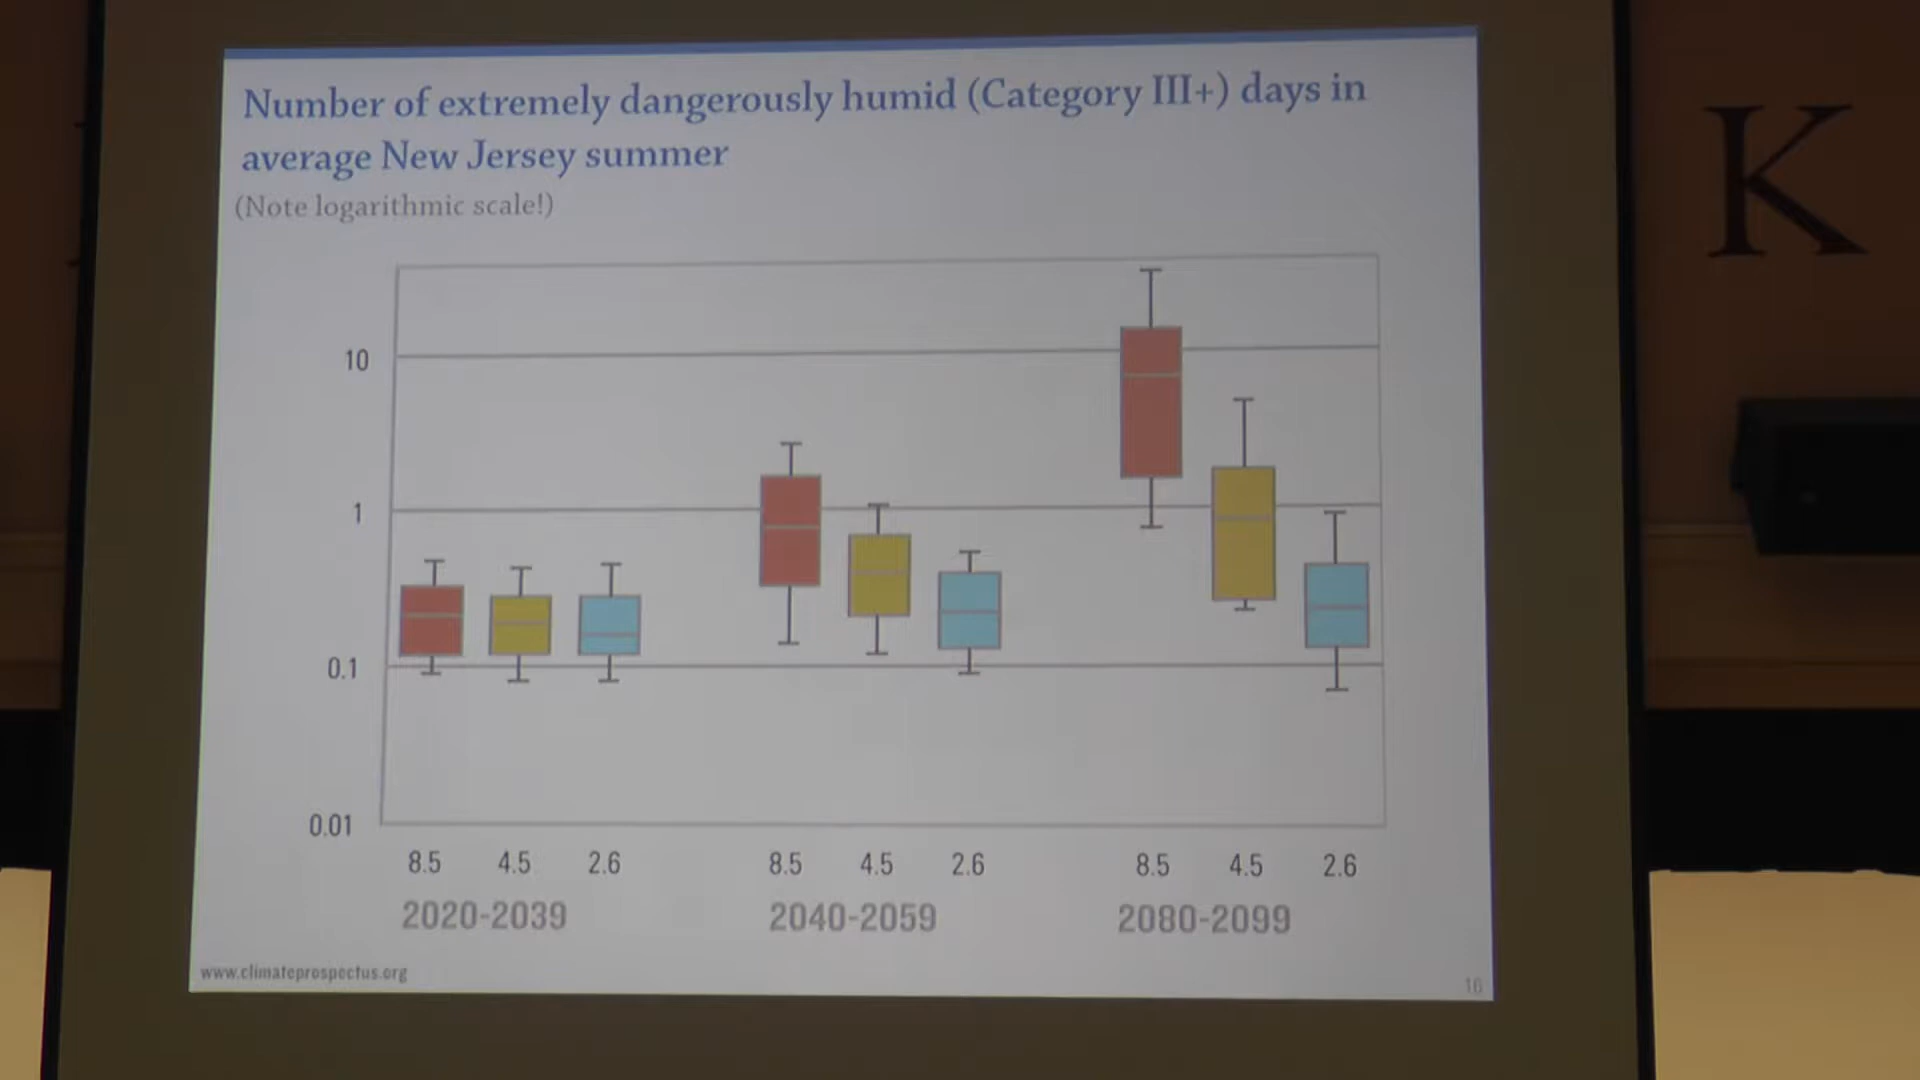 Number of extremely dangerously humid (Category III+) days in
average New Jersey summer
(Note logarithmic scale!)
K
10
1
0.1
0.01
8.5 4.5 2.6 8.5 4.5 2.6 8.5 4.5 2.6
2020-2039 2040-2059 2080-2099
www.climateprospectus.org
16